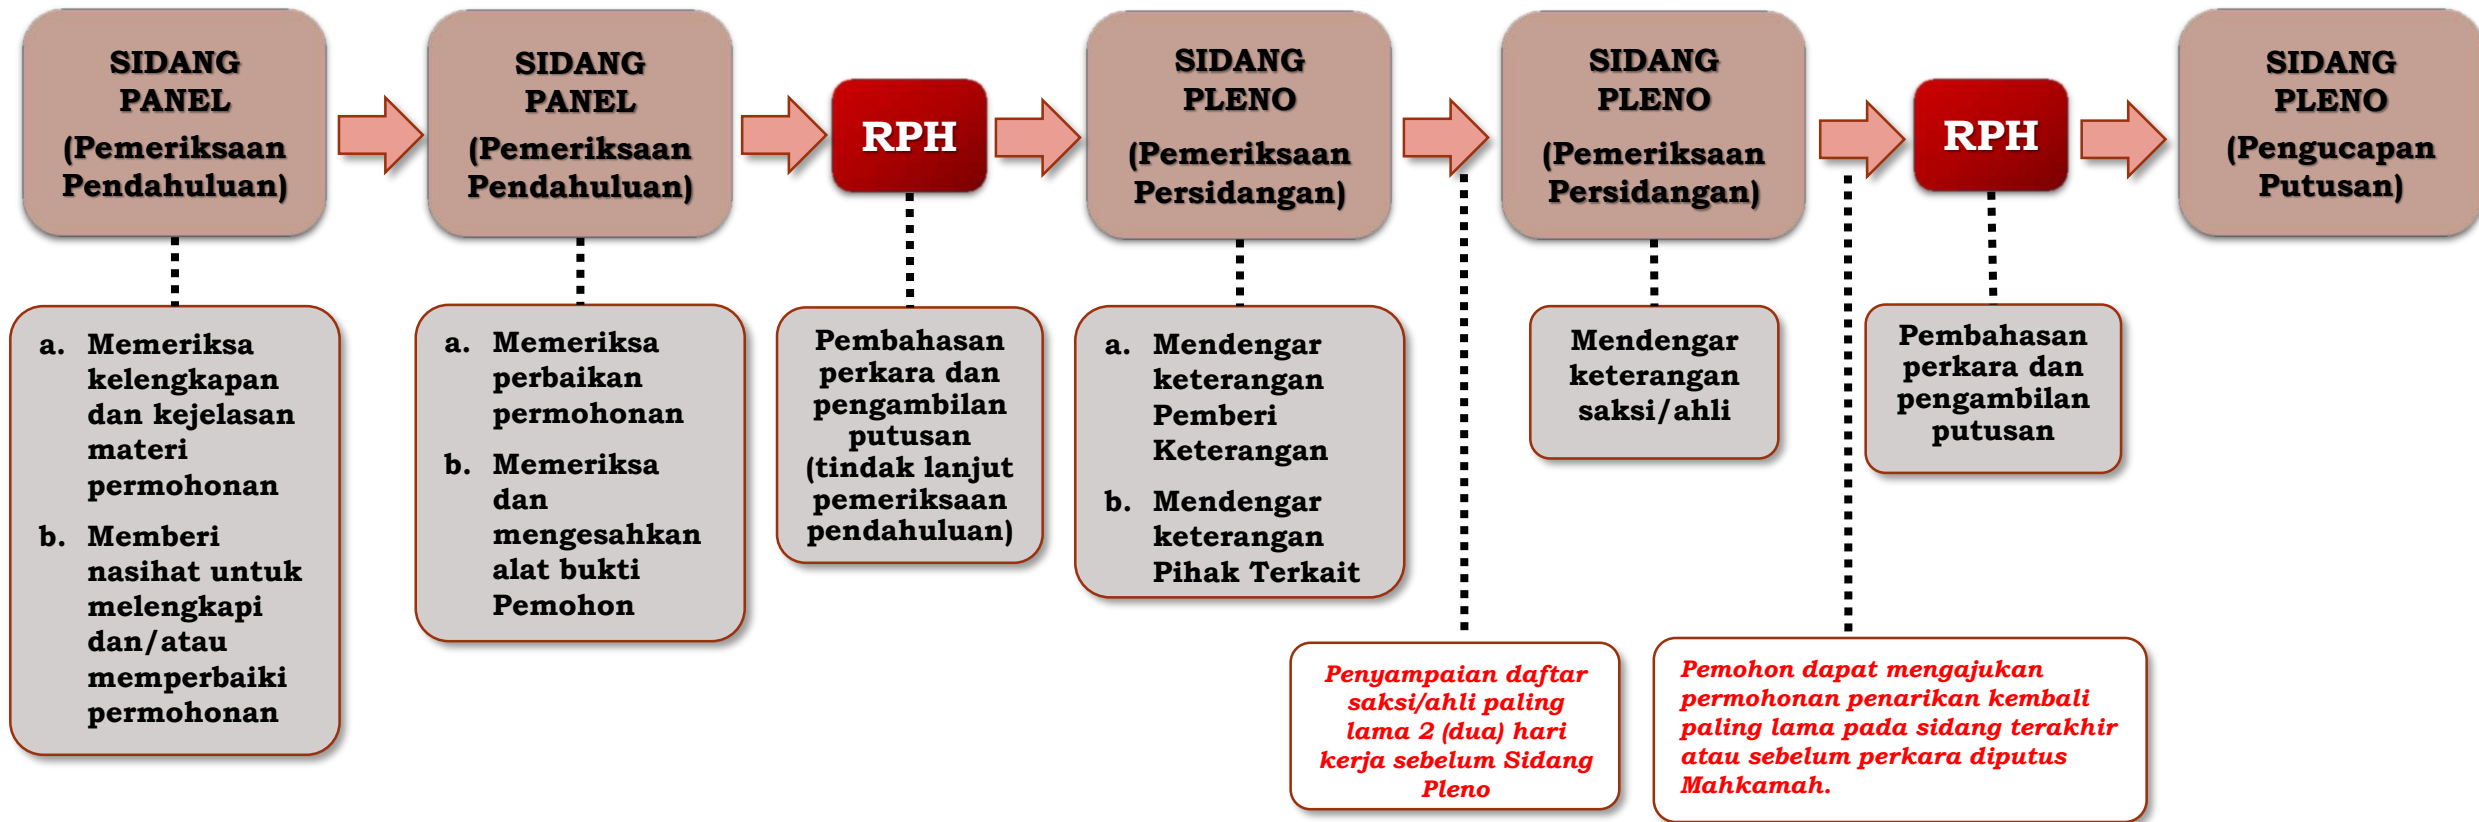 SIDANG
PANEL
(Pemeriksaan
Pendahuluan)
SIDANG
PANEL
(Pemeriksaan
Pendahuluan)
RPH
SIDANG
PLENO
(Pemeriksaan
Persidangan)
SIDANG
PLENO
(Pemeriksaan
Persidangan)
RPH
SIDANG
PLENO
(Pengucapan
Putusan)
a. Memeriksa
kelengkapan
dan kejelasan
materi
permohonan
b. Memberi
nasihat untuk
melengkapi
dan/atau
memperbaiki
permohonan
a. Memeriksa
perbaikan
permohonan
b. Memeriksa
dan
mengesahkan
alat bukti
Pemohon
Pembahasan
perkara dan
pengambilan
putusan
(tindak lanjut
pemeriksaan
pendahuluan)
a. Mendengar
keterangan
Pemberi
Keterangan
b. Mendengar
keterangan
Pihak Terkait
Mendengar
keterangan
saksi/ahli
Pembahasan
perkara dan
pengambilan
putusan
Penyampaian daftar
saksi/ahli paling
lama 2 (dua) hari
kerja sebelum Sidang
Pleno
Pemohon dapat mengajukan
permohonan penarikan kembali
paling lama pada sidang terakhir
atau sebelum perkara diputus
Mahkamah.